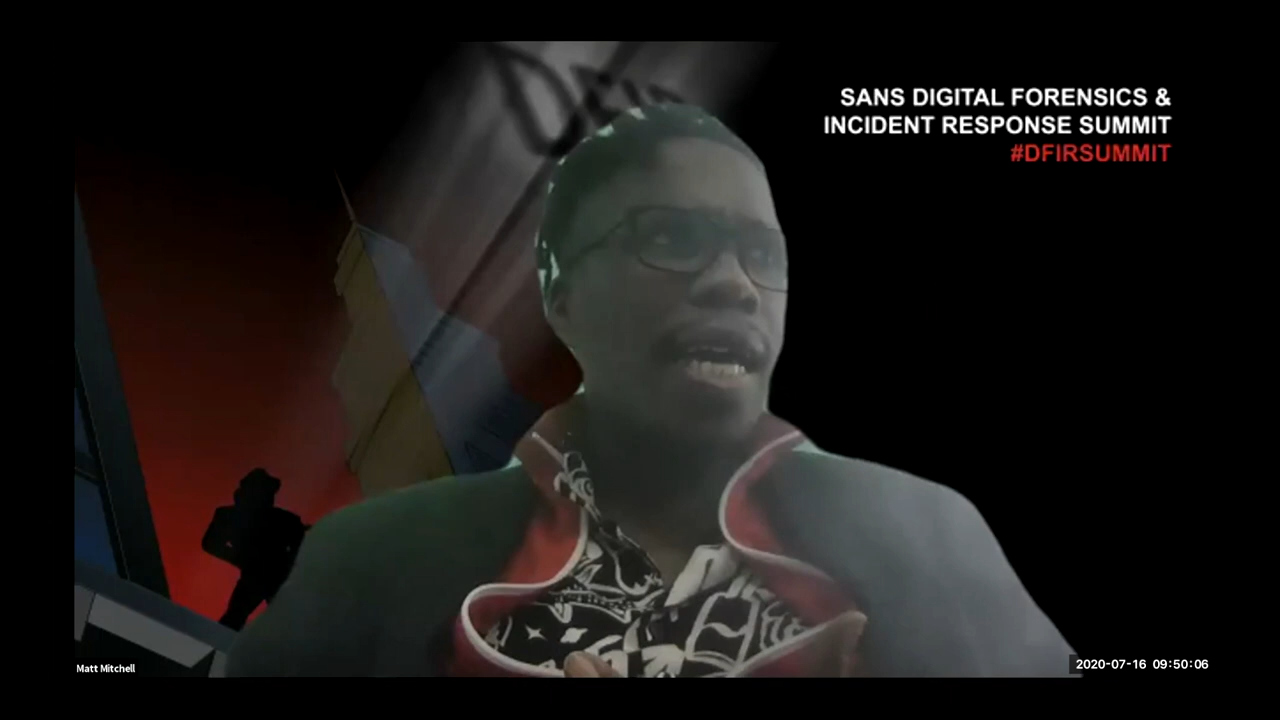 SANS DIGITAL FORENSICS &
INCIDENT RESPONSE SUMMIT
#DFIRSUMMIT
Matt Mitchell
2020-07-16 09:50:06